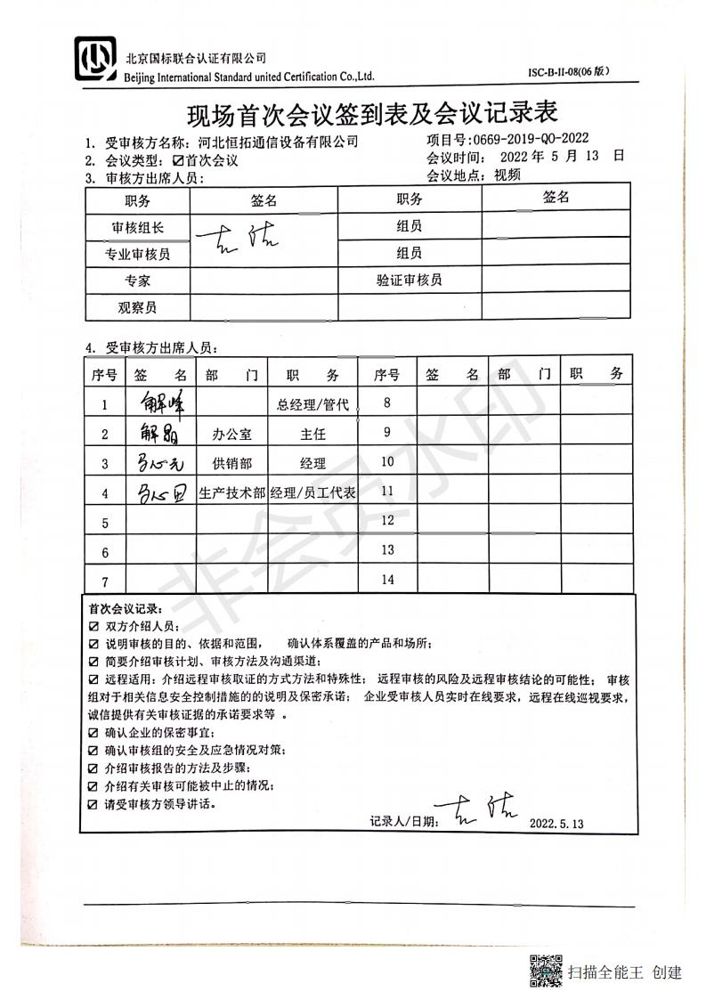 北京国标联合认证有限公司
Beijing International Standard united Certification Co.,Ltd.
ISC-B-II-08(06版)
现场首次会议签到表及会议记录表
1. 受审核方名称：河北恒拓通信设备有限公司 项目号:0669-2019-QO-2022
2. 会议类型：☑首次会议 会议时间： 2022年 5 月 13 日
3. 审核方出席人员： 会议地点：视频
职务 签名 职务 签名
审核组长 组员
专业审核员 组员
专家 验证审核员
观察员
4. 受审核方出席人员：
序号 签 名 部 门 职 务 序号 签 名 部 门 职 务
1 解峰 总经理/管代 8
2 解晶 办公室 主任 9
3 供销部 经理 10
4 生产技术部 经理/员工代表 11
5 12
6 13
7 14
首次会议记录：
☑ 双方介绍人员；
☑ 说明审核的目的、依据和范围， 确认体系覆盖的产品和场所；
☑ 简要介绍审核计划、审核方法及沟通渠道；
☑ 远程适用：介绍远程审核取证的方式方法和特殊性； 远程审核的风险及远程审核结论的可能性； 审核
组对于相关信息安全控制措施的的说明及保密承诺； 企业受审核人员实时在线要求，远程在线巡视要求，
诚信提供有关审核证据的承诺要求等 。
☑ 确认企业的保密事宜；
☑ 确认审核组的安全及应急情况对策；
☑ 介绍审核报告的方法及步骤；
☑ 介绍有关审核可能被中止的情况；
☑ 请受审核方领导讲话。
记录人/日期： 2022.5.13
非会员水印
扫描全能王 创建